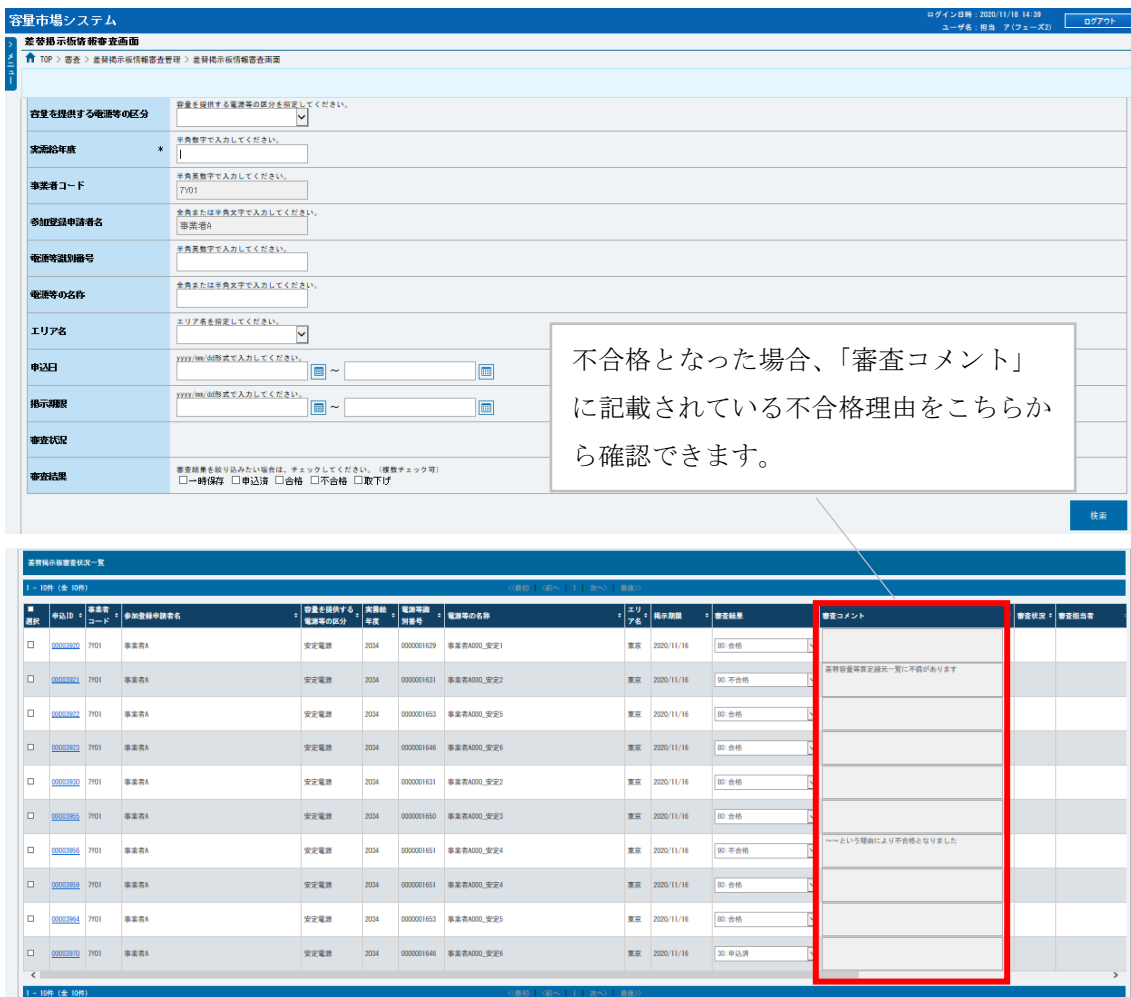 容量市場システム
ログイン日時：2020/11/18 14:39
ユーザ名：担当 ア(フェーズ2)
ログアウト
> メニュー
差替掲示板情報審査画面
TOP > 審査 > 差替掲示板情報審査管理 > 差替掲示板情報審査画面
容量を提供する電源等の区分
容量を提供する電源等の区分を指定してください。
実需給年度 *
半角数字で入力してください。
事業者コード
半角英数字で入力してください。
7Y01
参加登録申請者名
全角または半角文字で入力してください。
事業者A
電源等識別番号
半角英数字で入力してください。
電源等の名称
全角または半角文字で入力してください。
エリア名
エリア名を指定してください。
申込日
yyyy/mm/dd形式で入力してください。
～
掲示期限
yyyy/mm/dd形式で入力してください。
～
審査状況
審査結果
審査結果を絞り込みたい場合は、チェックしてください。（複数チェック可）
□一時保存 □申込済 □合格 □不合格 □取下げ
検索
不合格となった場合、「審査コメント」
に記載されている不合格理由をこちらか
ら確認できます。
差替掲示板審査状況一覧
1 - 10件 (全 10件) <<最初 | <前へ | 1 | 次へ> | 最後>>
選択 申込ID 事業者コード 参加登録申請者名 容量を提供する電源等の区分 実需給年度 電源等識別番号 電源等の名称 エリア名 掲示期限 審査結果 審査コメント 審査状況 審査担当者
00003920 7Y01 事業者A 安定電源 2034 0000001629 事業者A000_安定1 東京 2020/11/16 80:合格
00003921 7Y01 事業者A 安定電源 2034 0000001631 事業者A000_安定2 東京 2020/11/16 90:不合格 差替容量等算定諸元一覧に不備があります
00003922 7Y01 事業者A 安定電源 2034 0000001653 事業者A000_安定5 東京 2020/11/16 80:合格
00003923 7Y01 事業者A 安定電源 2034 0000001646 事業者A000_安定6 東京 2020/11/16 80:合格
00003930 7Y01 事業者A 安定電源 2034 0000001631 事業者A000_安定2 東京 2020/11/16 80:合格
00003955 7Y01 事業者A 安定電源 2034 0000001650 事業者A000_安定3 東京 2020/11/16 80:合格
00003956 7Y01 事業者A 安定電源 2034 0000001651 事業者A000_安定4 東京 2020/11/16 90:不合格 ～～という理由により不合格となりました
00003959 7Y01 事業者A 安定電源 2034 0000001651 事業者A000_安定4 東京 2020/11/16 80:合格
00003964 7Y01 事業者A 安定電源 2034 0000001653 事業者A000_安定5 東京 2020/11/16 80:合格
00003970 7Y01 事業者A 安定電源 2034 0000001646 事業者A000_安定6 東京 2020/11/16 30:申込済
1 - 10件 (全 10件) <<最初 | <前へ | 1 | 次へ> | 最後>>